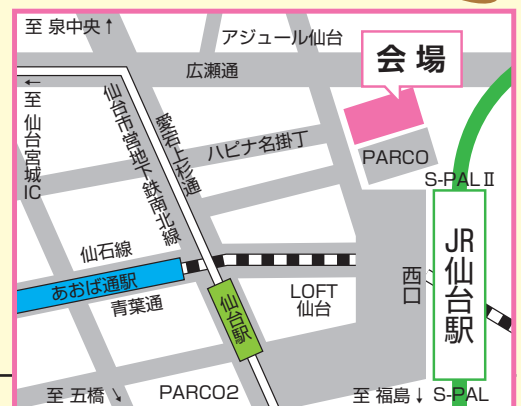 至 泉中央↑
アジュール仙台
会 場
広瀬通
←至 仙台宮城IC
仙台市営地下鉄南北線
愛宕上杉通
ハピナ名掛丁
PARCO
S-PALⅡ
仙石線
あおば通駅
青葉通
仙台駅
LOFT
仙台
西口
JR仙台駅
至 五橋↘
PARCO2
至 福島↓
S-PAL